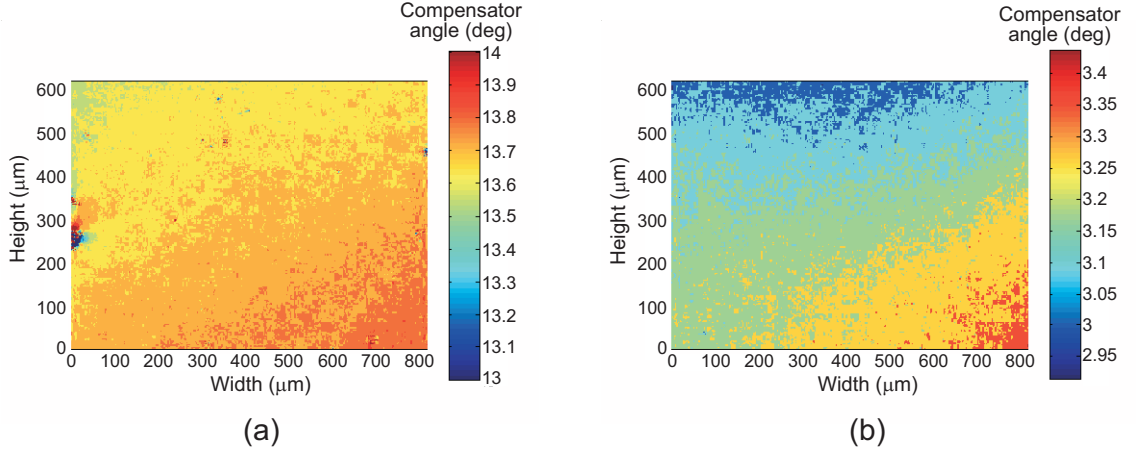 Compensator
angle (deg)
14
13.9
13.8
13.7
13.6
13.5
13.4
13.3
13.2
13.1
13
600
500
400
300
200
100
0
Height (μm)
0 100 200 300 400 500 600 700 800
Width (μm)
(a)
Compensator
angle (deg)
3.4
3.35
3.3
3.25
3.2
3.15
3.1
3.05
3
2.95
600
500
400
300
200
100
0
Height (μm)
0 100 200 300 400 500 600 700 800
Width (μm)
(b)